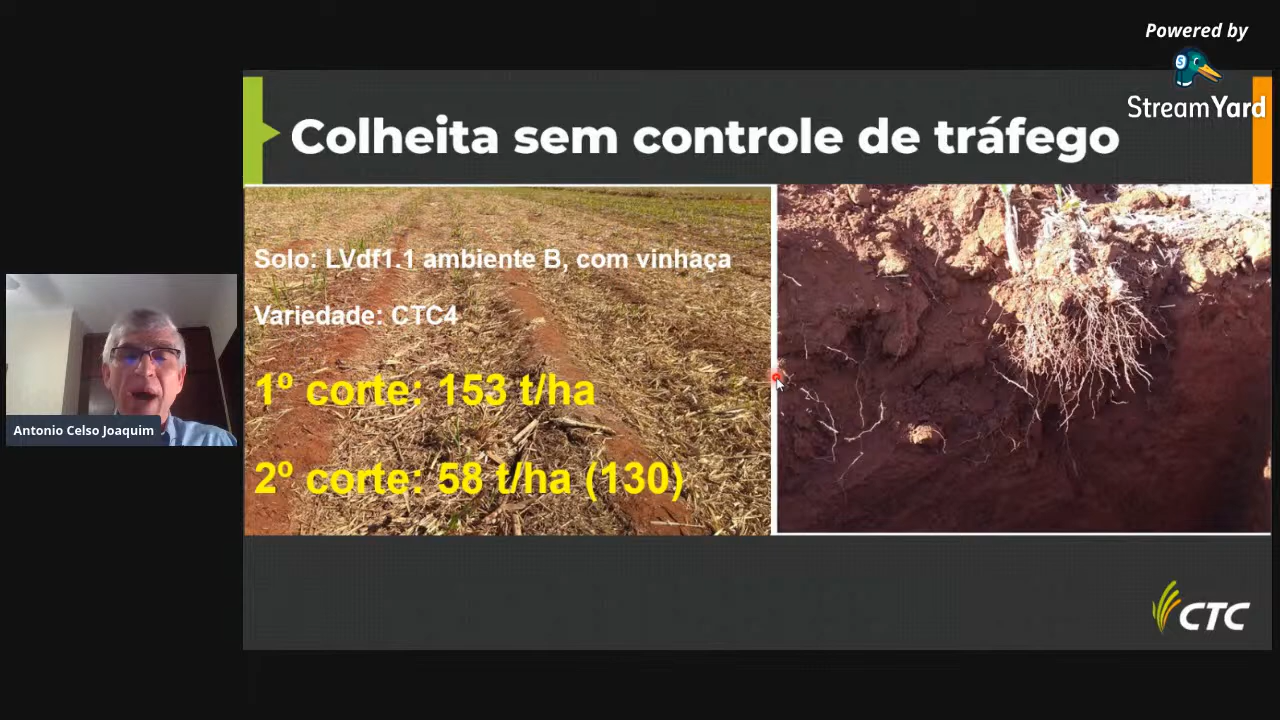 Powered by
StreamYard
Colheita sem controle de tráfego
Solo: LVdf1.1 ambiente B, com vinhaça
Variedade: CTC4
1º corte: 153 t/ha
2º corte: 58 t/ha (130)
Antonio Celso Joaquim
CTC